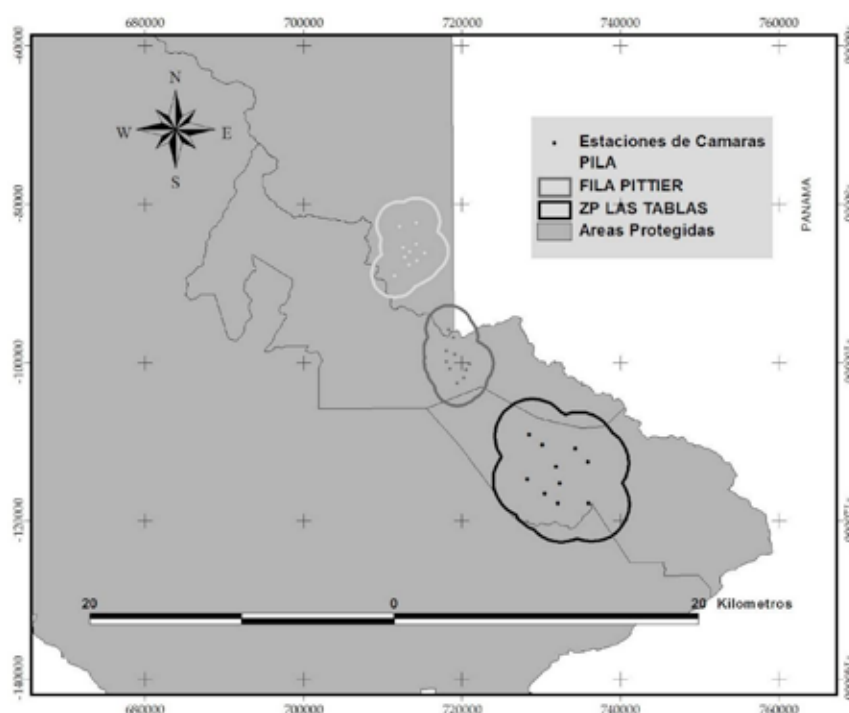 680000 700000 720000 740000 760000
-60000
N
W E
S
Estaciones de Camaras
PILA
FILA PITTIER
ZP LAS TABLAS
Areas Protegidas
PANAMA
-80000
-100000
-120000
20 0 20 Kilometros
-140000
680000 700000 720000 740000 760000